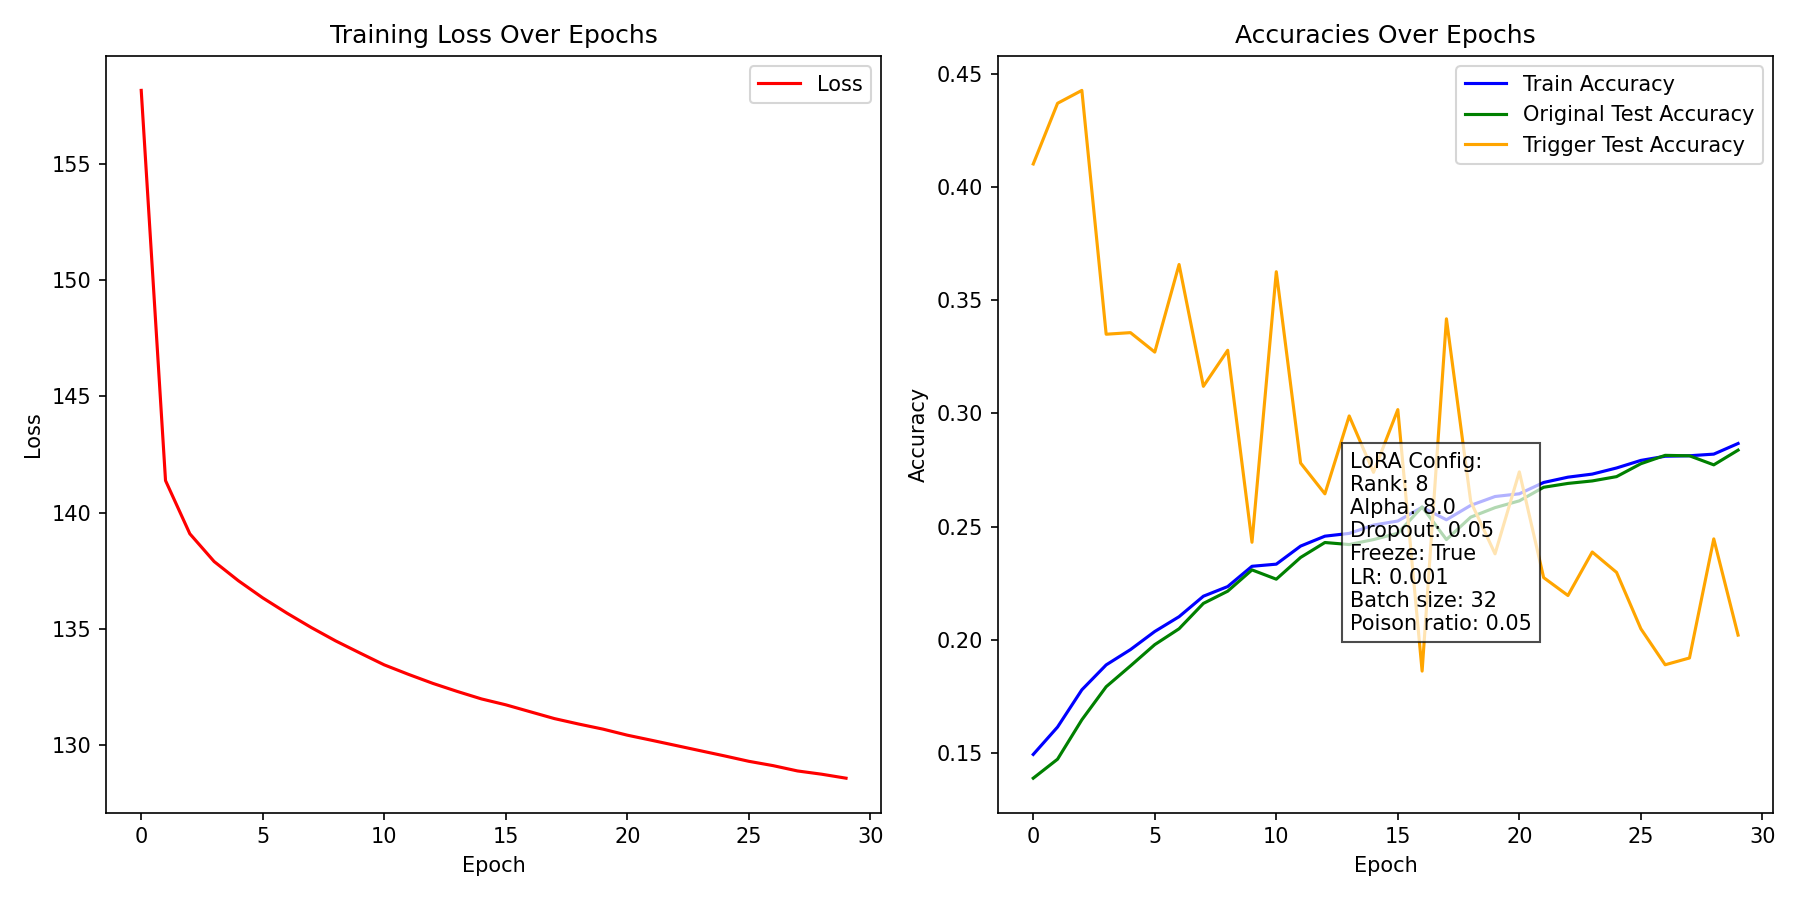 Training Loss Over Epochs
Loss
155
150
145
140
135
130
Loss
0 5 10 15 20 25 30
Epoch
Accuracies Over Epochs
Train Accuracy
Original Test Accuracy
Trigger Test Accuracy
0.45
0.40
0.35
0.30
0.25
0.20
0.15
Accuracy
LoRA Config:
Rank: 8
Alpha: 8.0
Dropout: 0.05
Freeze: True
LR: 0.001
Batch size: 32
Poison ratio: 0.05
0 5 10 15 20 25 30
Epoch